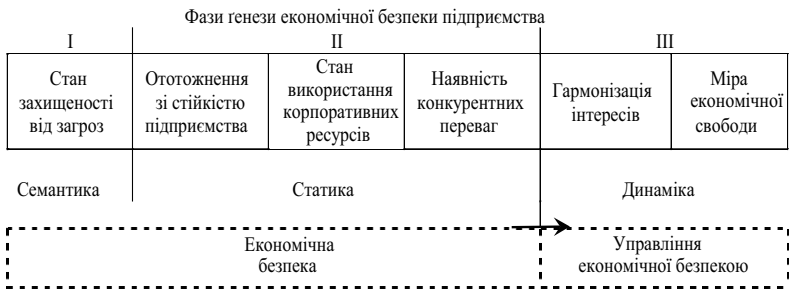 Фази ґенези економічної безпеки підприємства
I
II
III
Стан
захищеності
від загроз
Ототожнення
зі стійкістю
підприємства
Стан
використання
корпоративних
ресурсів
Наявність
конкурентних
переваг
Гармонізація
інтересів
Міра
економічної
свободи
Семантика
Статика
Динаміка
Економічна
безпека
Управління
економічної безпекою